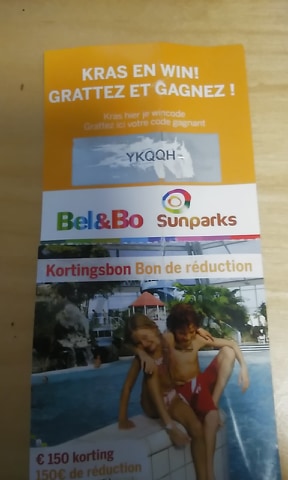 KRAS EN WIN!
GRATTEZ ET GAGNEZ !
Kras hier je wincode
Grattez ici votre code gagnant
YKQQH-
Bel&Bo Sunparks
Kortingsbon Bon de réduction
€ 150 korting
150€ de réduction